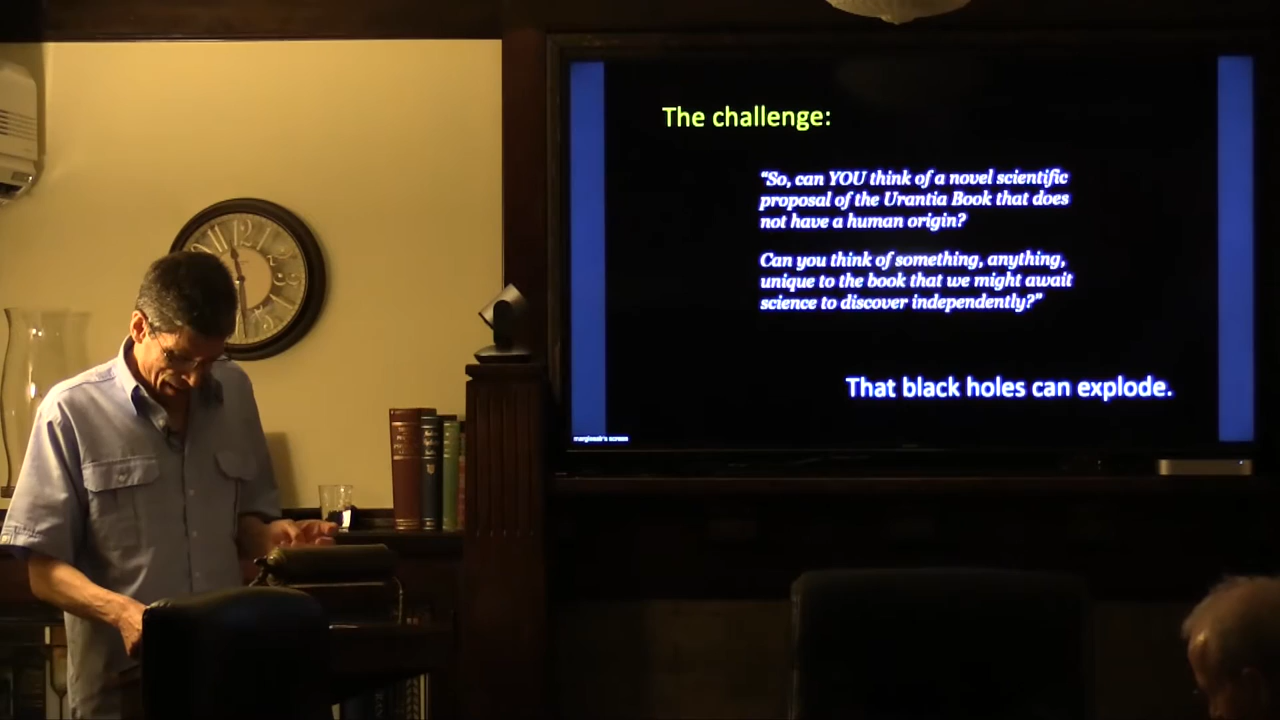 The challenge:
“So, can YOU think of a novel scientific
proposal of the Urantia Book that does
not have a human origin?
Can you think of something, anything,
unique to the book that we might await
science to discover independently?”
That black holes can explode.
12